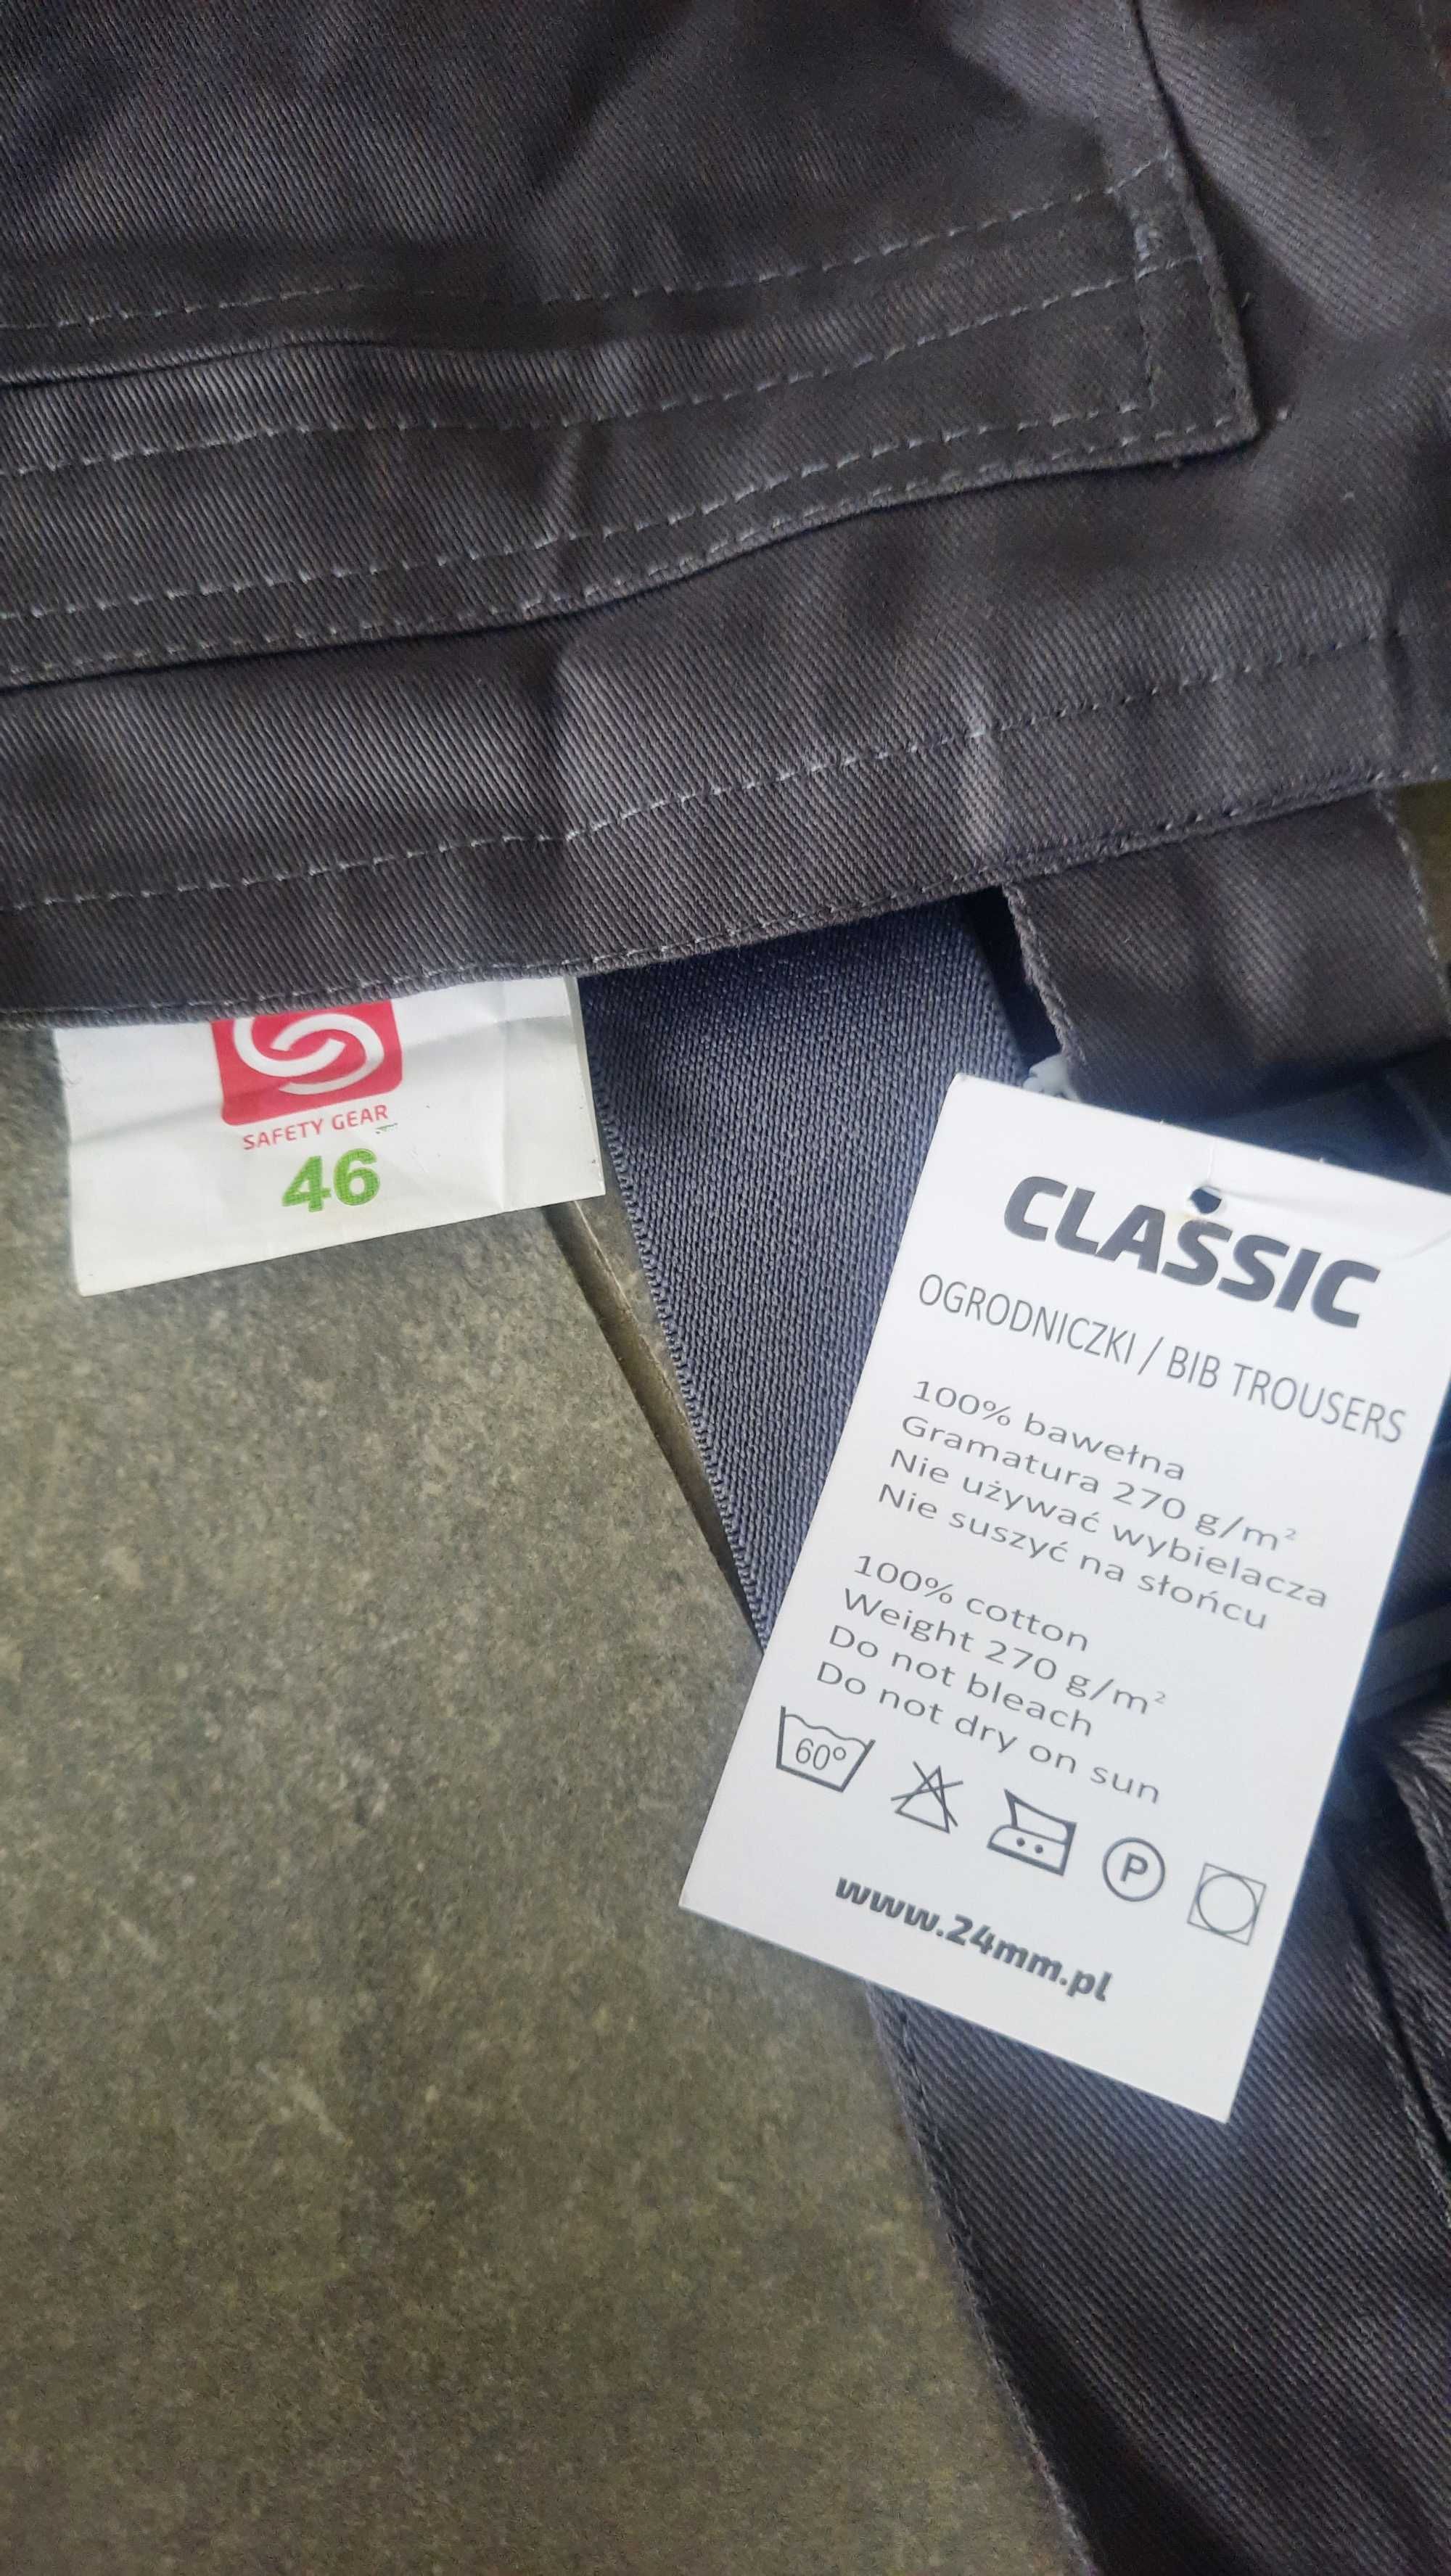 SAFETY GEAR
46
CLASSIC
OGRODNICZKI / BIB TROUSERS
100% bawełna
Gramatura 270 g/m²
Nie używać wybielacza
Nie suszyć na słońcu
100% cotton
Weight 270 g/m²
Do not bleach
Do not dry on sun
60° P
www.24mm.pl